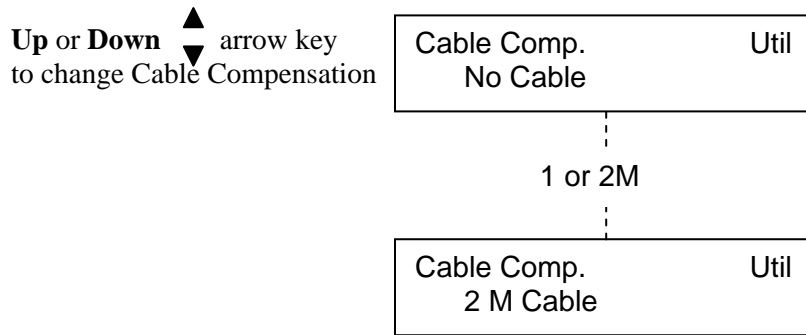 Up or Down arrow key
to change Cable Compensation
Cable Comp. Util
No Cable
1 or 2M
Cable Comp. Util
2 M Cable